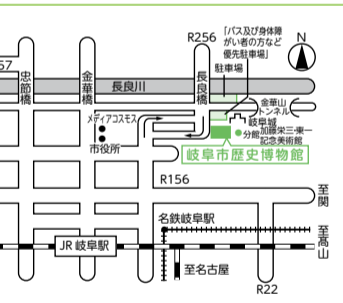 「バス及び身体障
がい者の方など
優先駐車場」
R256
N
駐車場
57
忠節橋
金華橋
長良橋
長良川
金華山
トンネル
岐阜城
メディアコスモス
市役所
分館
加藤栄三・東一
記念美術館
岐阜市歴史博物館
R156
至関
名鉄岐阜駅
至高山
JR 岐阜駅
至名古屋
R22